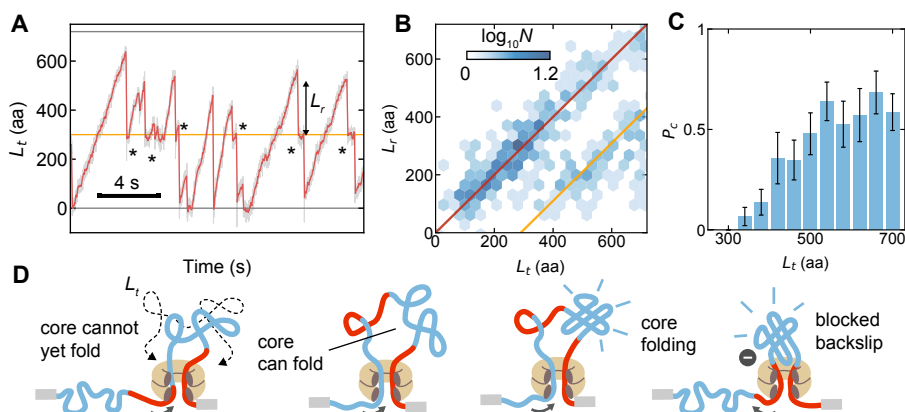 A
L_t (aa)
600
400
200
0
L_r
*
*
*
*
*
4 s
Time (s)
B
L_r (aa)
600
400
200
0
log10N
0
1.2
0
200
400
600
L_t (aa)
C
P_c
1
0.5
0
300
500
700
L_t (aa)
D
L_t
core cannot
yet fold
core
can fold
core
folding
blocked
backslip
−